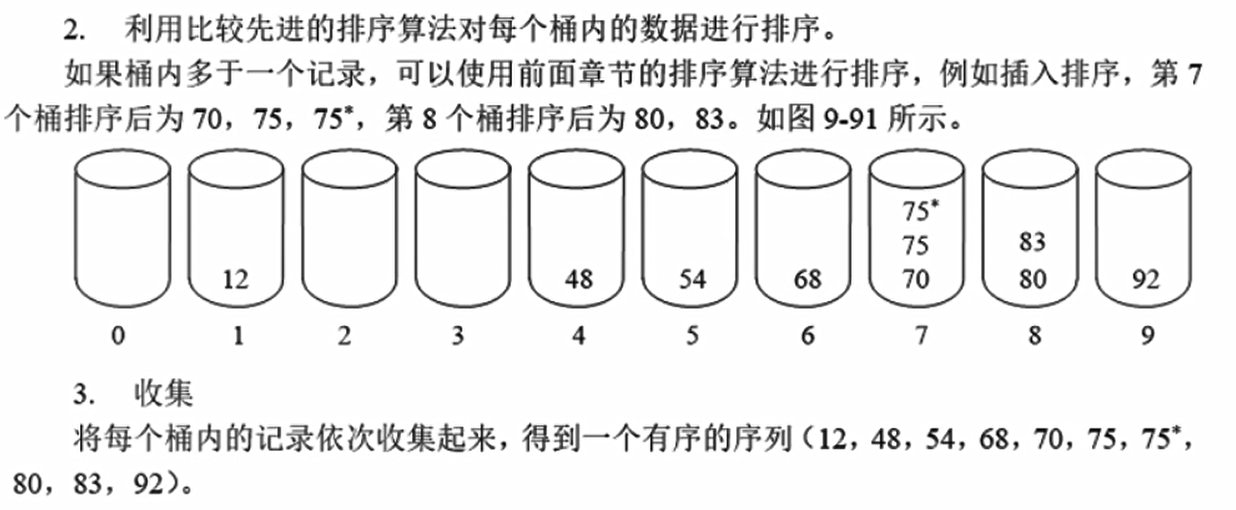 2. 利用比较先进的排序算法对每个桶内的数据进行排序。
如果桶内多于一个记录，可以使用前面章节的排序算法进行排序，例如插入排序，第 7
个桶排序后为 70，75，75*，第 8 个桶排序后为 80，83。如图 9-91 所示。
75*
75 83
12 48 54 68 70 80 92
0 1 2 3 4 5 6 7 8 9
3. 收集
将每个桶内的记录依次收集起来，得到一个有序的序列（12，48，54，68，70，75，75*，
80，83，92）。